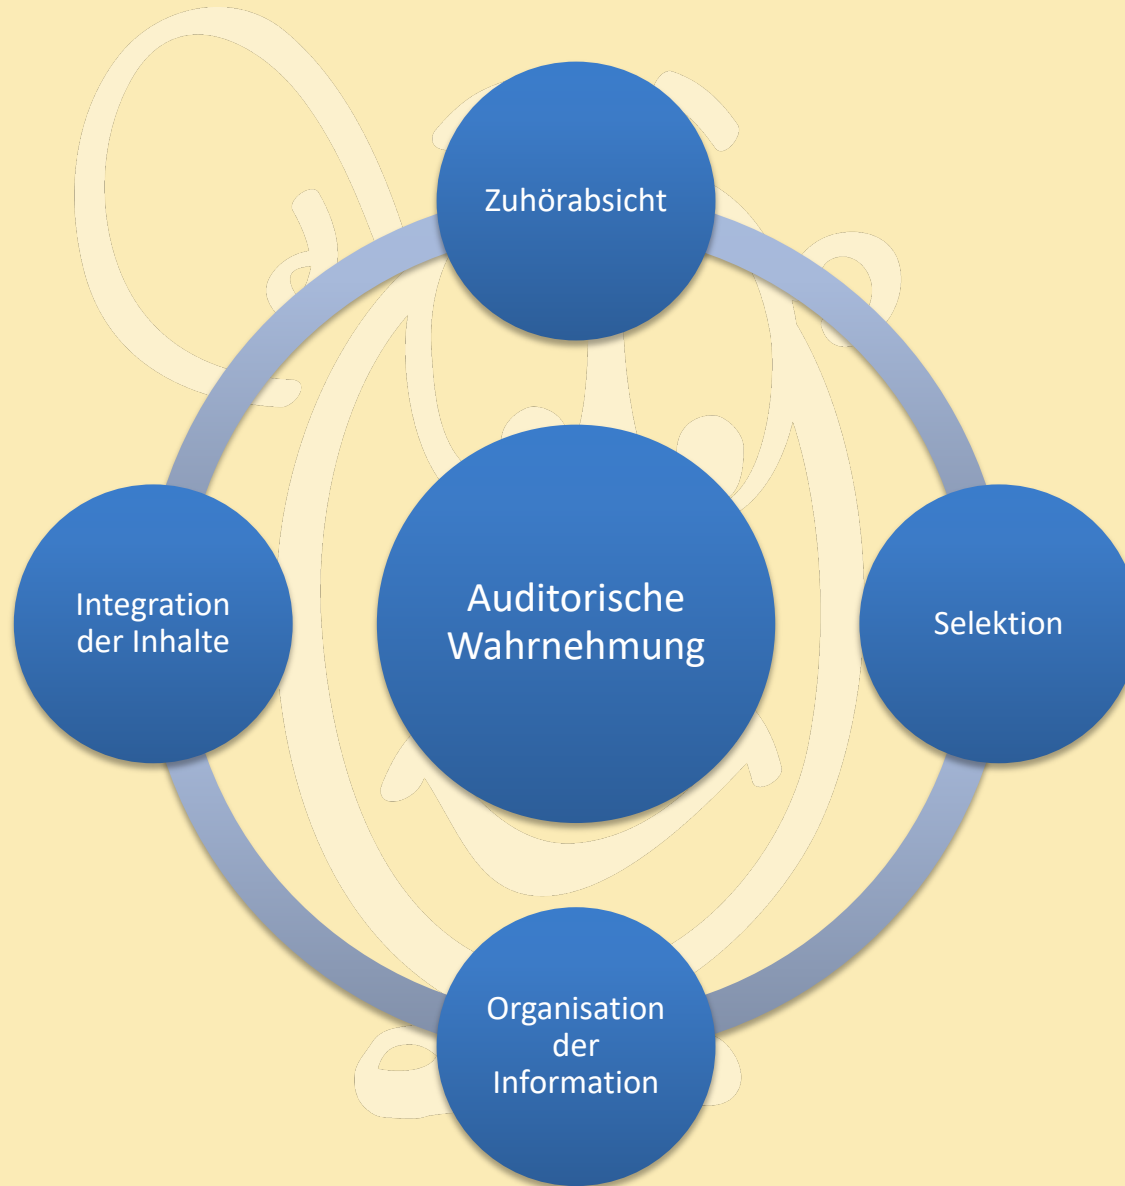 Zuhörabsicht
Integration
der Inhalte
Auditorische
Wahrnehmung
Selektion
Organisation
der
Information